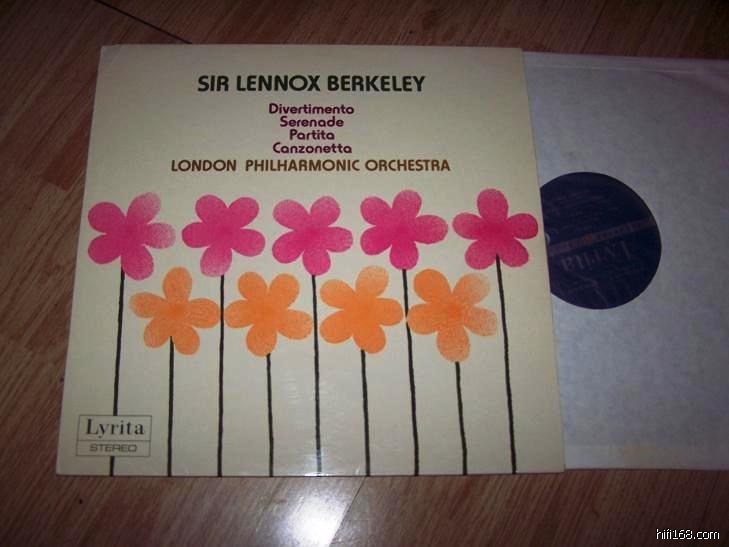 SIR LENNOX BERKELEY
Divertimento
Serenade
Partita
Canzonetta
LONDON PHILHARMONIC ORCHESTRA
Lyrita
STEREO
hifi168.com